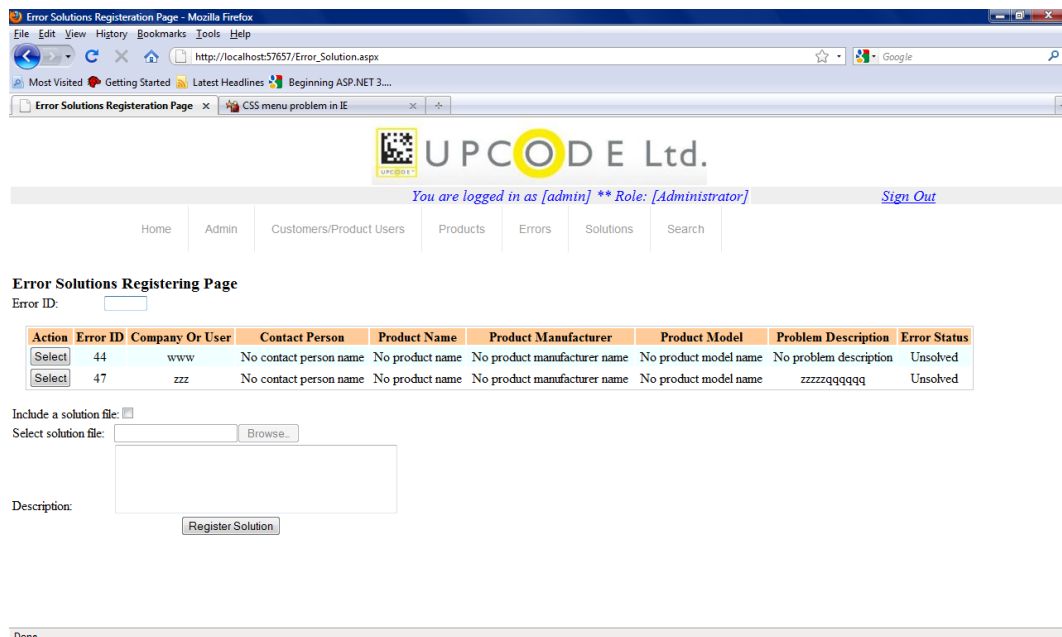 Error Solutions Registeration Page - Mozilla Firefox
File Edit View History Bookmarks Tools Help
http://localhost:57657/Error_Solution.aspx
Google
Most Visited Getting Started Latest Headlines Beginning ASP.NET 3....
Error Solutions Registeration Page CSS menu problem in IE
UPCODE
UPCODE Ltd.
You are logged in as [admin] ** Role: [Administrator] Sign Out
Home Admin Customers/Product Users Products Errors Solutions Search
Error Solutions Registering Page
Error ID:
Action Error ID Company Or User Contact Person Product Name Product Manufacturer Product Model Problem Description Error Status
Select 44 www No contact person name No product name No product manufacturer name No product model name No problem description Unsolved
Select 47 zzz No contact person name No product name No product manufacturer name No product model name zzzzzqqqqqq Unsolved
Include a solution file:
Select solution file: Browse..
Description:
Register Solution
Done